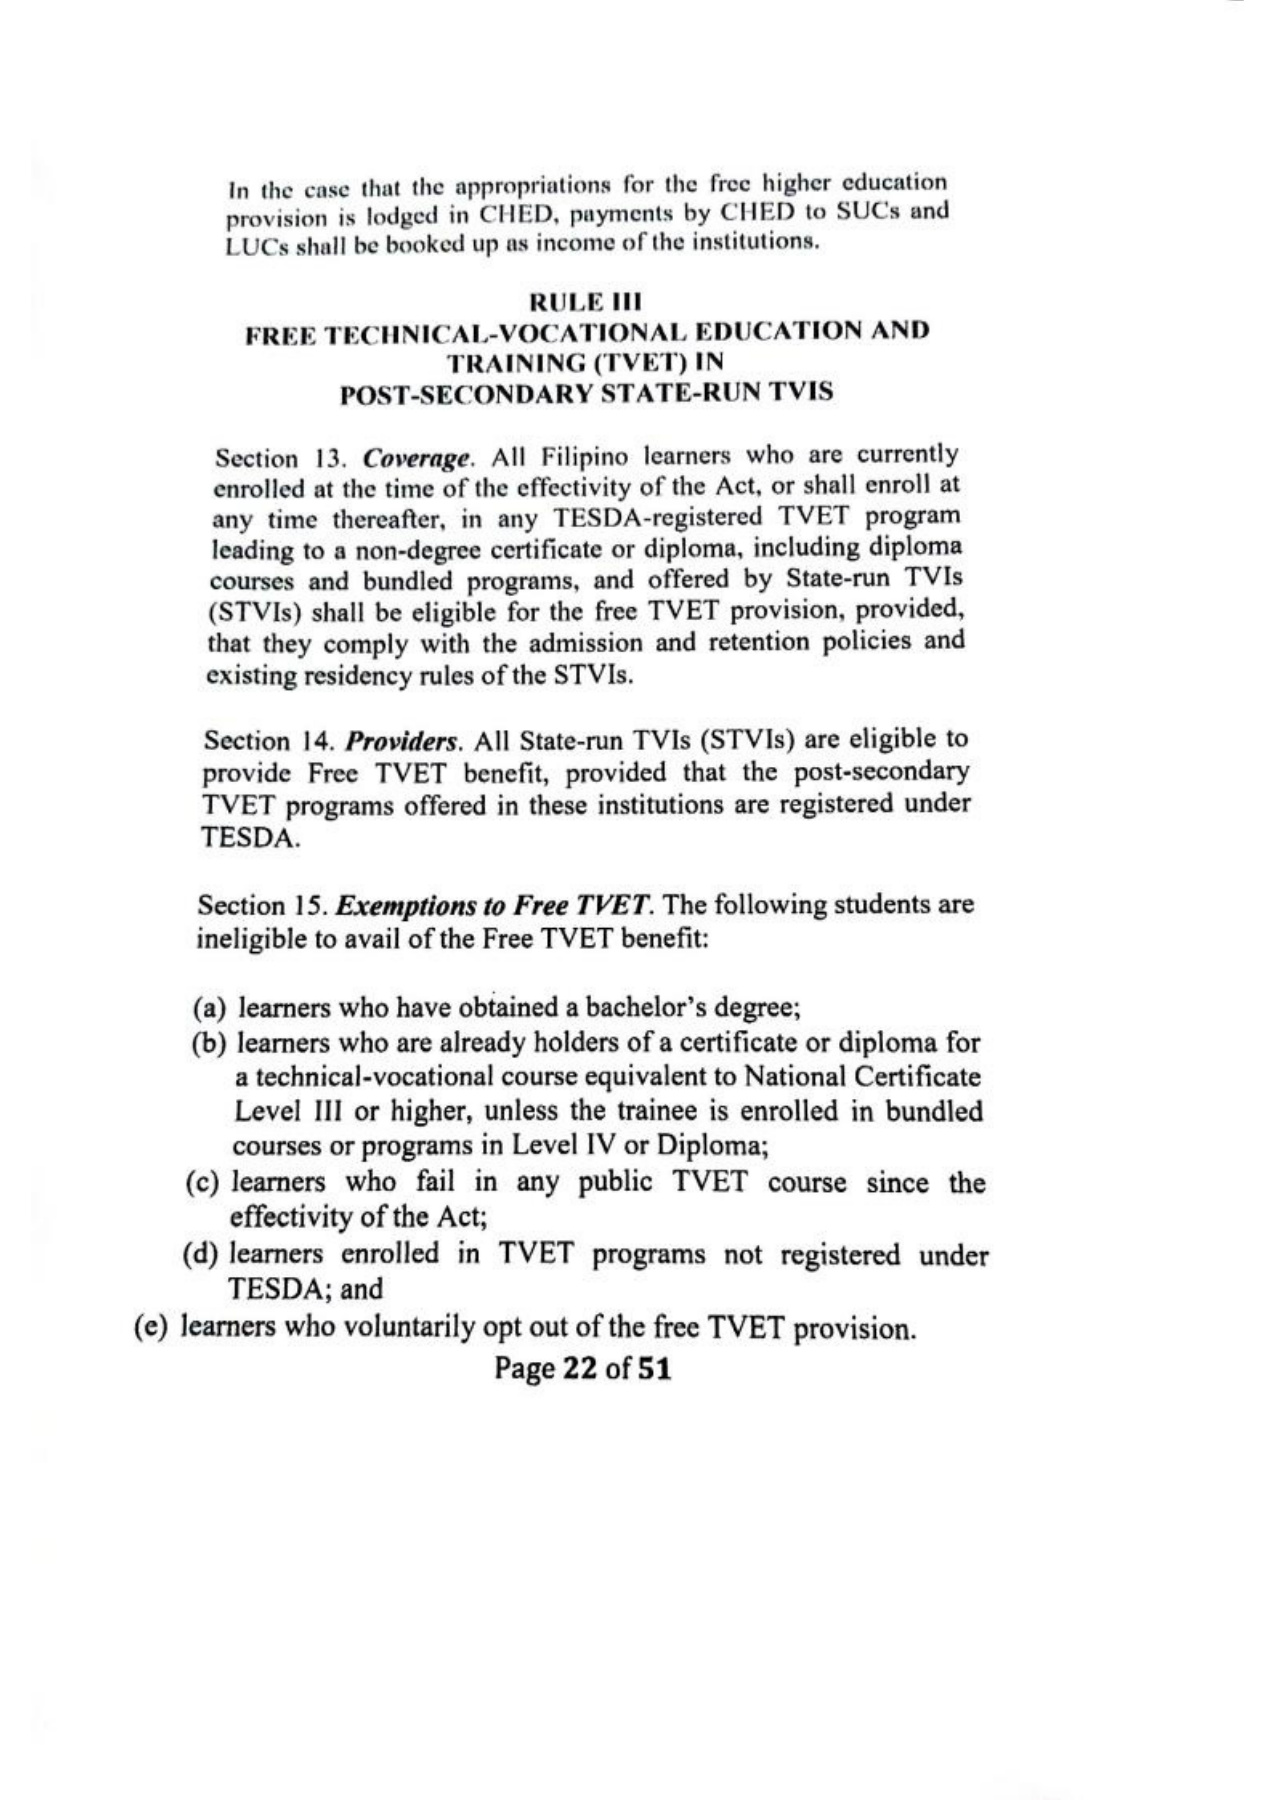 In the case that the appropriations for the free higher education
provision is lodged in CHED, payments by CHED to SUCs and
LUCs shall be booked up as income of the institutions.
RULE III
FREE TECHNICAL-VOCATIONAL EDUCATION AND
TRAINING (TVET) IN
POST-SECONDARY STATE-RUN TVIS
Section 13. Coverage. All Filipino learners who are currently
enrolled at the time of the effectivity of the Act, or shall enroll at
any time thereafter, in any TESDA-registered TVET program
leading to a non-degree certificate or diploma, including diploma
courses and bundled programs, and offered by State-run TVIs
(STVIs) shall be eligible for the free TVET provision, provided,
that they comply with the admission and retention policies and
existing residency rules of the STVIs.
Section 14. Providers. All State-run TVIs (STVIs) are eligible to
provide Free TVET benefit, provided that the post-secondary
TVET programs offered in these institutions are registered under
TESDA.
Section 15. Exemptions to Free TVET. The following students are
ineligible to avail of the Free TVET benefit:
(a) learners who have obtained a bachelor's degree;
(b) learners who are already holders of a certificate or diploma for
a technical-vocational course equivalent to National Certificate
Level III or higher, unless the trainee is enrolled in bundled
courses or programs in Level IV or Diploma;
(c) learners who fail in any public TVET course since the
effectivity of the Act;
(d) learners enrolled in TVET programs not registered under
TESDA; and
(e) learners who voluntarily opt out of the free TVET provision.
Page 22 of 51